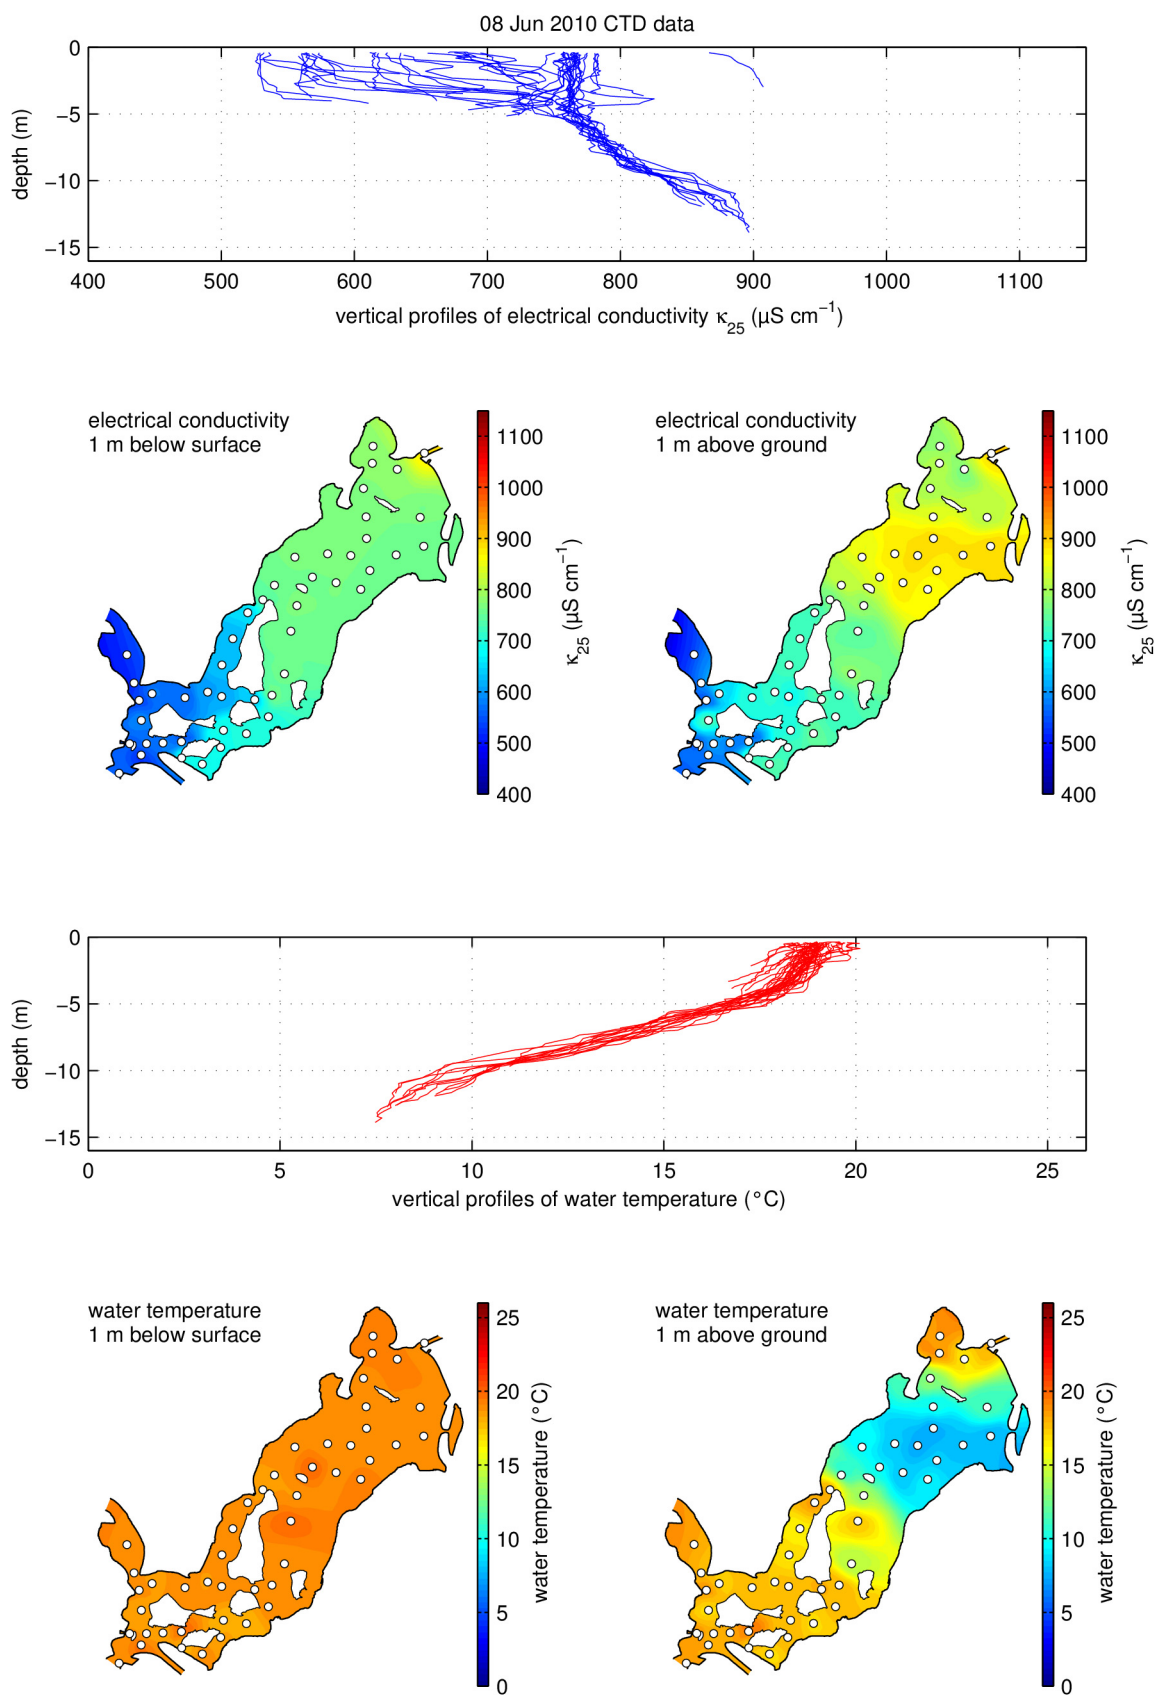 08 Jun 2010 CTD data
0
−5
−10
−15
depth (m)
400 500 600 700 800 900 1000 1100
vertical profiles of electrical conductivity κ25 (µS cm−1)
electrical conductivity
1 m below surface
1100
1000
900
800
700
600
500
400
κ25 (µS cm−1)
electrical conductivity
1 m above ground
1100
1000
900
800
700
600
500
400
κ25 (µS cm−1)
0
−5
−10
−15
depth (m)
0 5 10 15 20 25
vertical profiles of water temperature (°C)
water temperature
1 m below surface
25
20
15
10
5
0
water temperature (°C)
water temperature
1 m above ground
25
20
15
10
5
0
water temperature (°C)